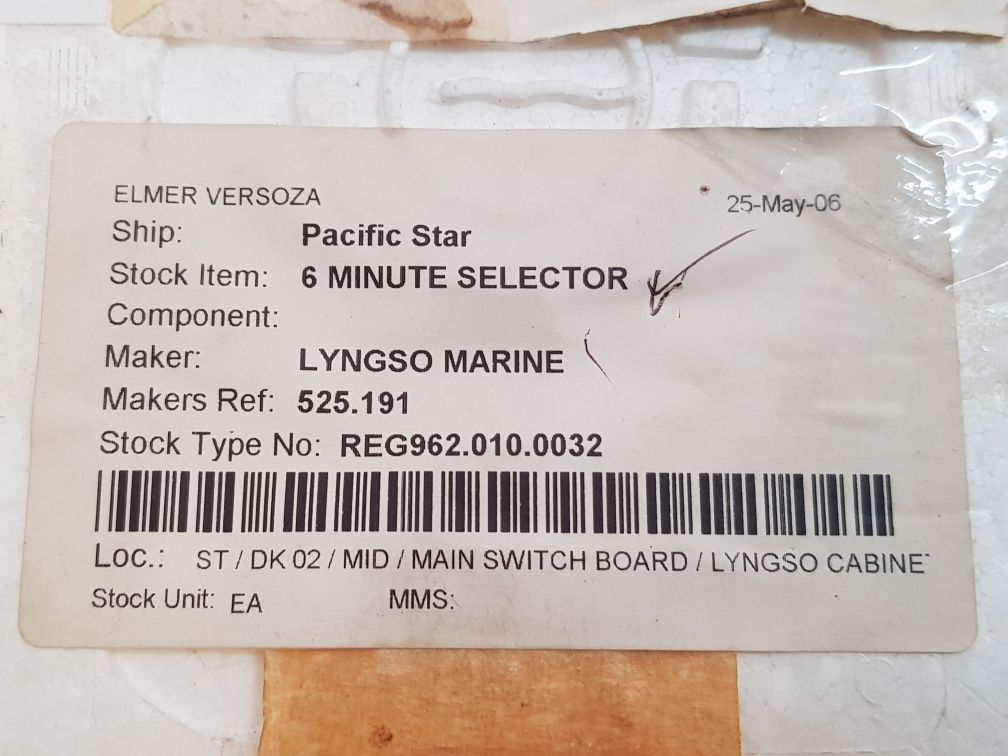 ELMER VERSOZA 25-May-06
Ship: Pacific Star
Stock Item: 6 MINUTE SELECTOR
Component:
Maker: LYNGSO MARINE
Makers Ref: 525.191
Stock Type No: REG962.010.0032
Loc.: ST / DK 02 / MID / MAIN SWITCH BOARD / LYNGSO CABINE
Stock Unit: EA MMS: